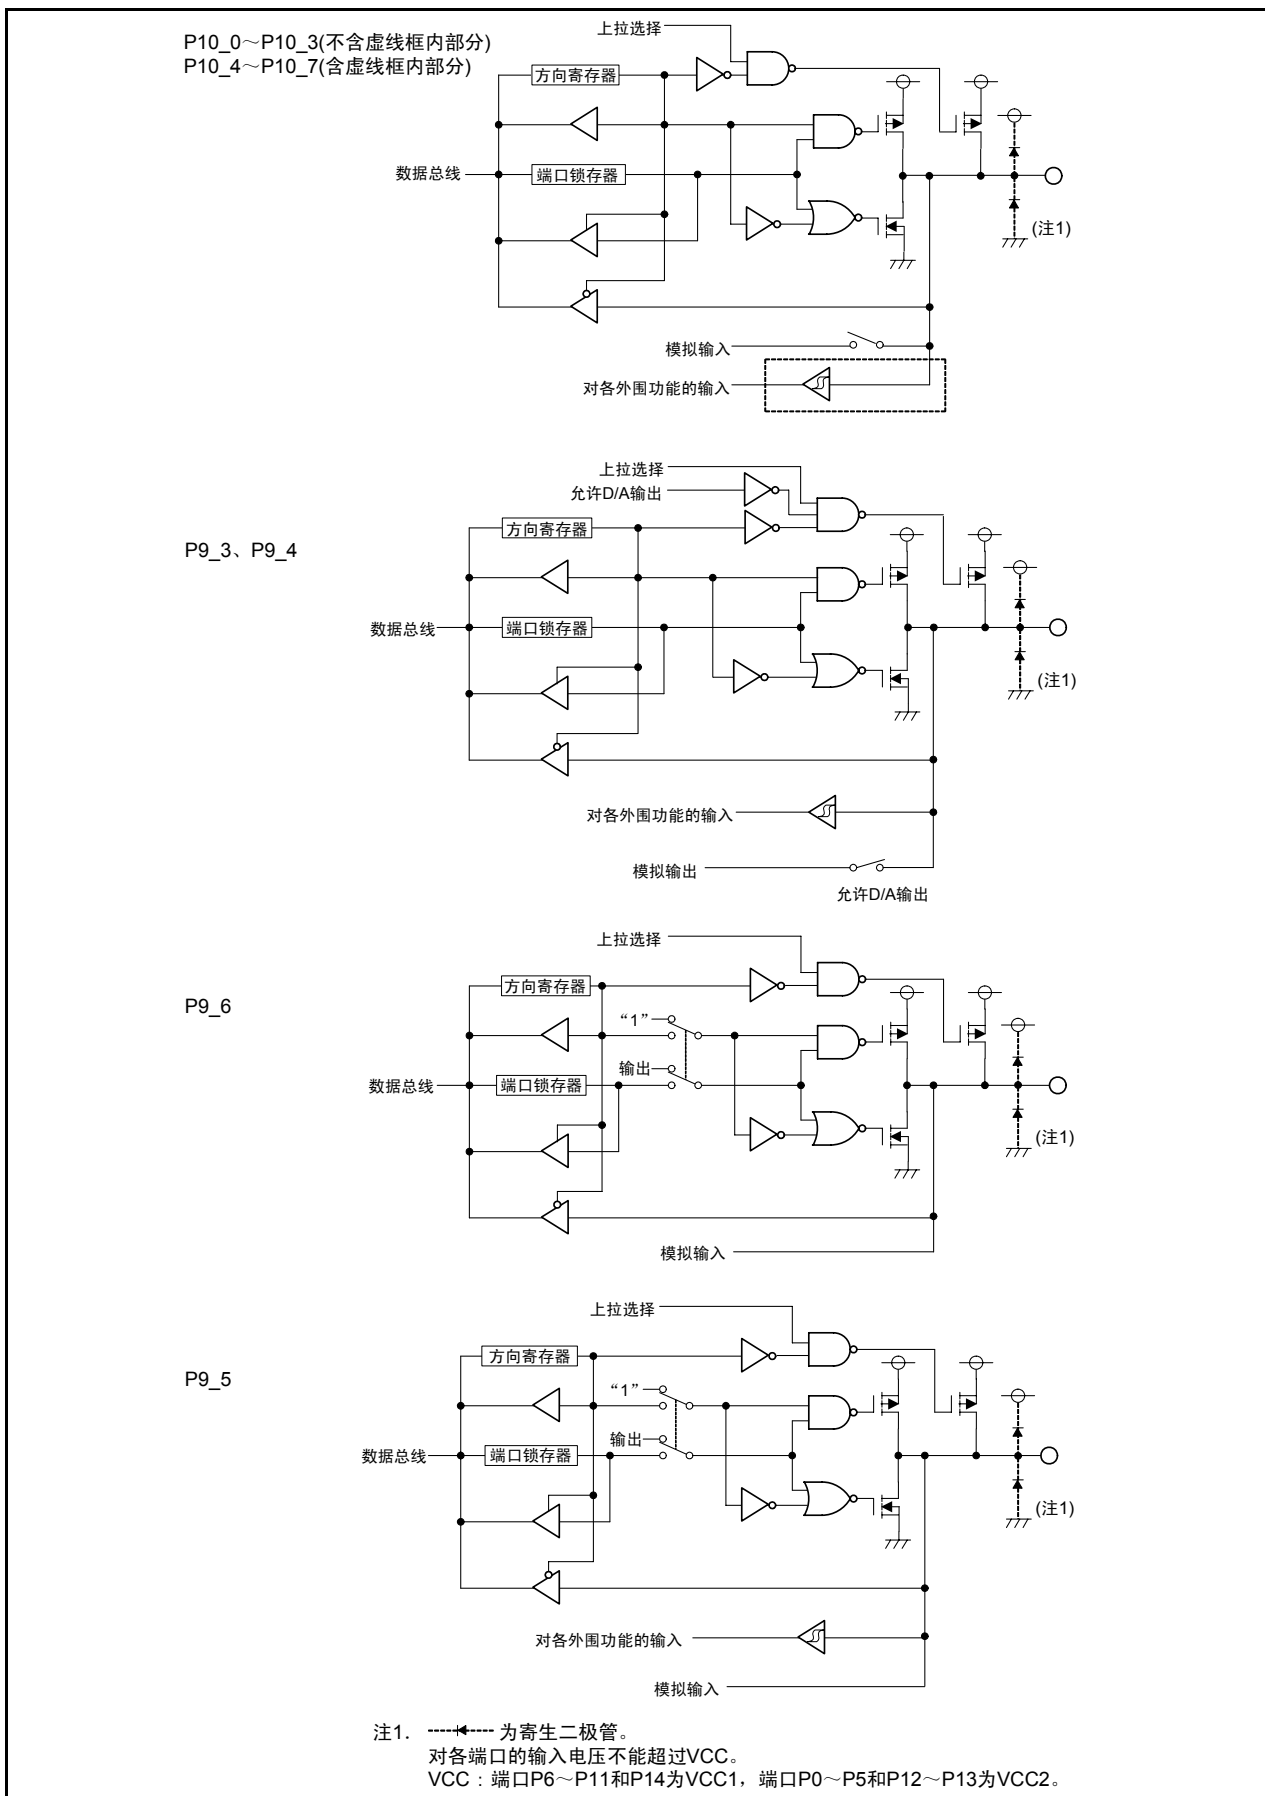 P10_0～P10_3(不含虚线框内部分)
P10_4～P10_7(含虚线框内部分)
上拉选择
方向寄存器
数据总线
端口锁存器
(注1)
模拟输入
对各外围功能的输入
P9_3、P9_4
上拉选择
允许D/A输出
方向寄存器
数据总线
端口锁存器
(注1)
对各外围功能的输入
模拟输出
允许D/A输出
P9_6
上拉选择
方向寄存器
“1”
输出
数据总线
端口锁存器
(注1)
模拟输入
P9_5
上拉选择
方向寄存器
“1”
输出
数据总线
端口锁存器
(注1)
对各外围功能的输入
模拟输入
注1. 为寄生二极管。
对各端口的输入电压不能超过VCC。
VCC：端口P6～P11和P14为VCC1，端口P0～P5和P12～P13为VCC2。